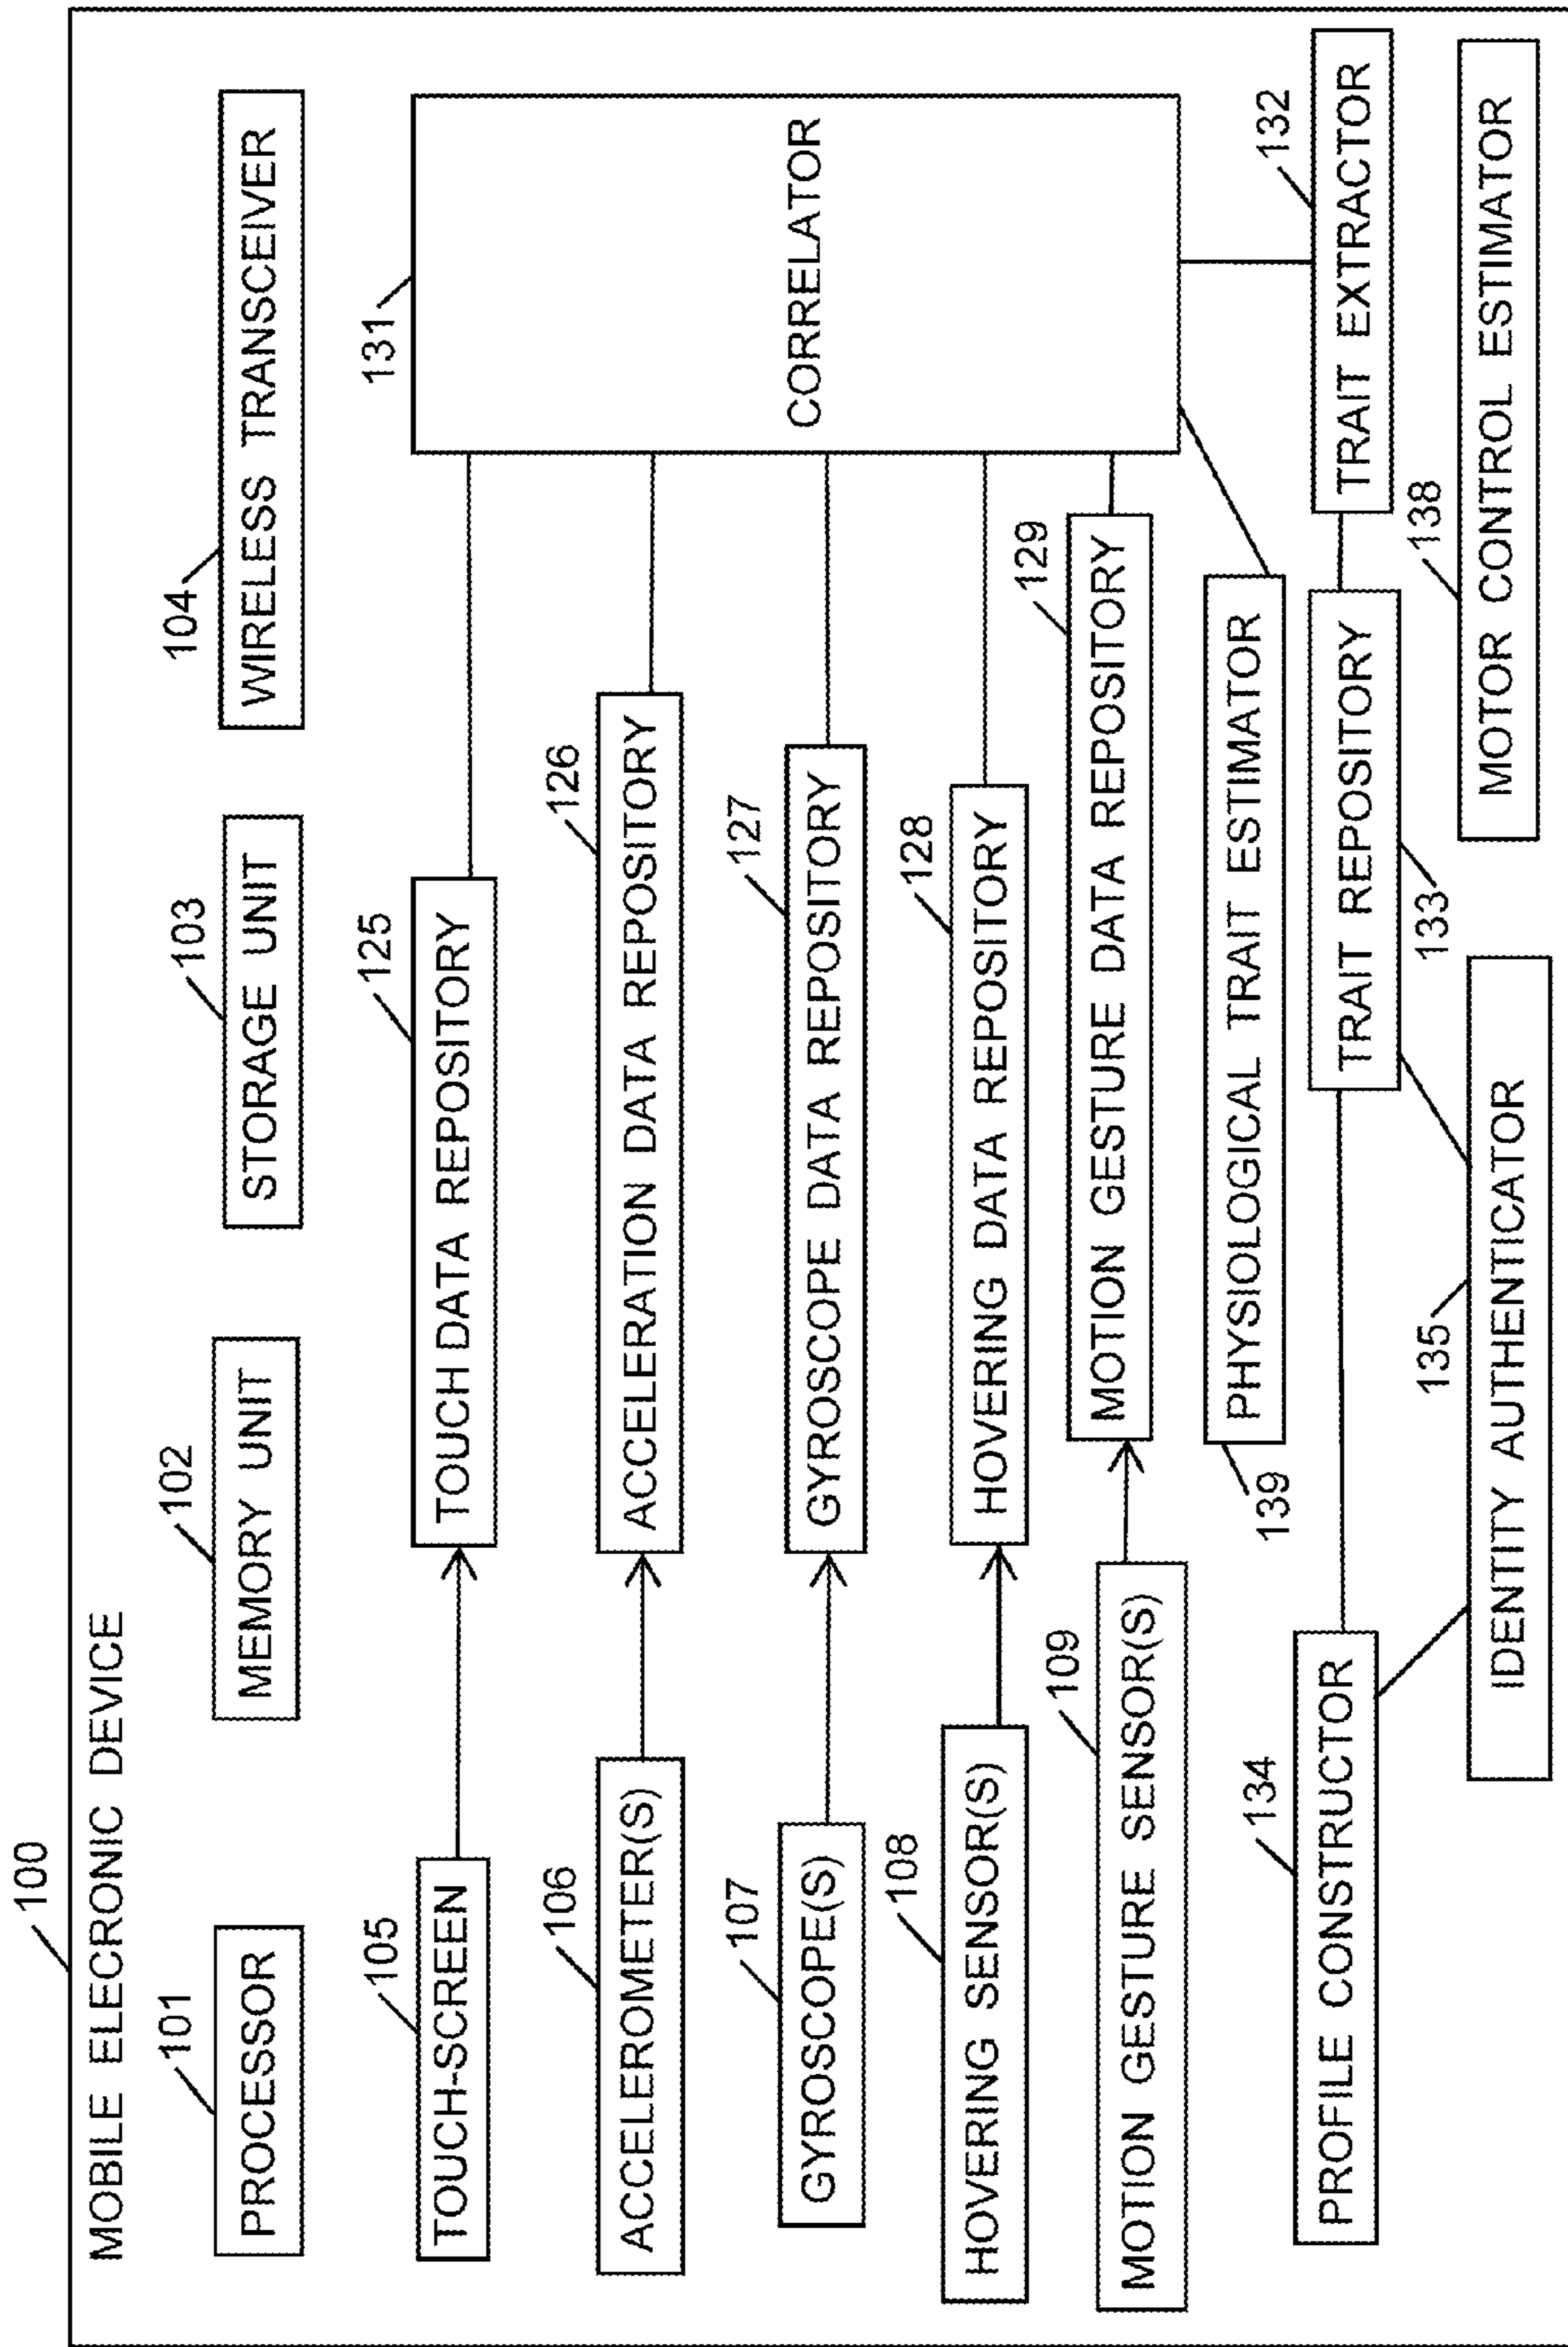 100
MOBILE ELECRONIC DEVICE
101
PROCESSOR
102
MEMORY UNIT
103
STORAGE UNIT
104
WIRELESS TRANSCEIVER
105
TOUCH-SCREEN
125
TOUCH DATA REPOSITORY
131
CORRELATOR
106
ACCELEROMETER(S)
126
ACCELERATION DATA REPOSITORY
107
GYROSCOPE(S)
127
GYROSCOPE DATA REPOSITORY
108
HOVERING SENSOR(S)
128
HOVERING DATA REPOSITORY
109
MOTION GESTURE SENSOR(S)
129
MOTION GESTURE DATA REPOSITORY
139
PHYSIOLOGICAL TRAIT ESTIMATOR
134
PROFILE CONSTRUCTOR
TRAIT REPOSITORY
133
132
TRAIT EXTRACTOR
135
IDENTITY AUTHENTICATOR
138
MOTOR CONTROL ESTIMATOR